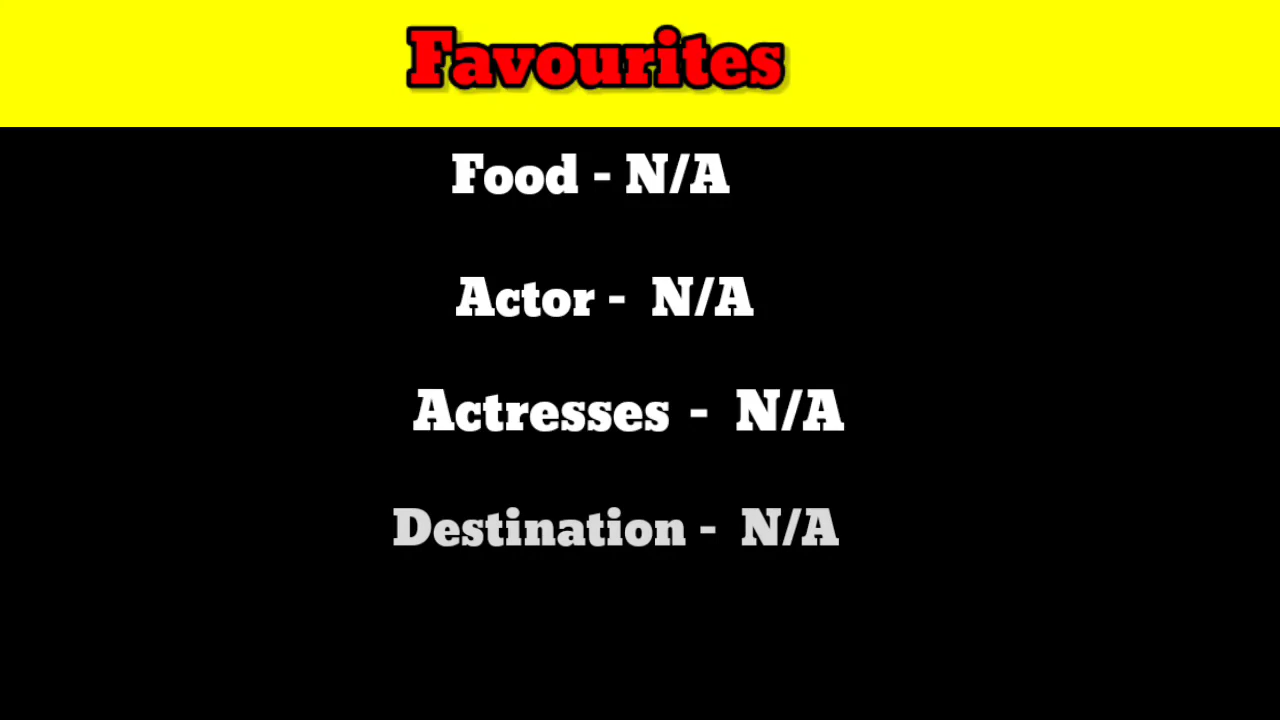 Favourites
Food - N/A
Actor - N/A
Actresses - N/A
Destination - N/A